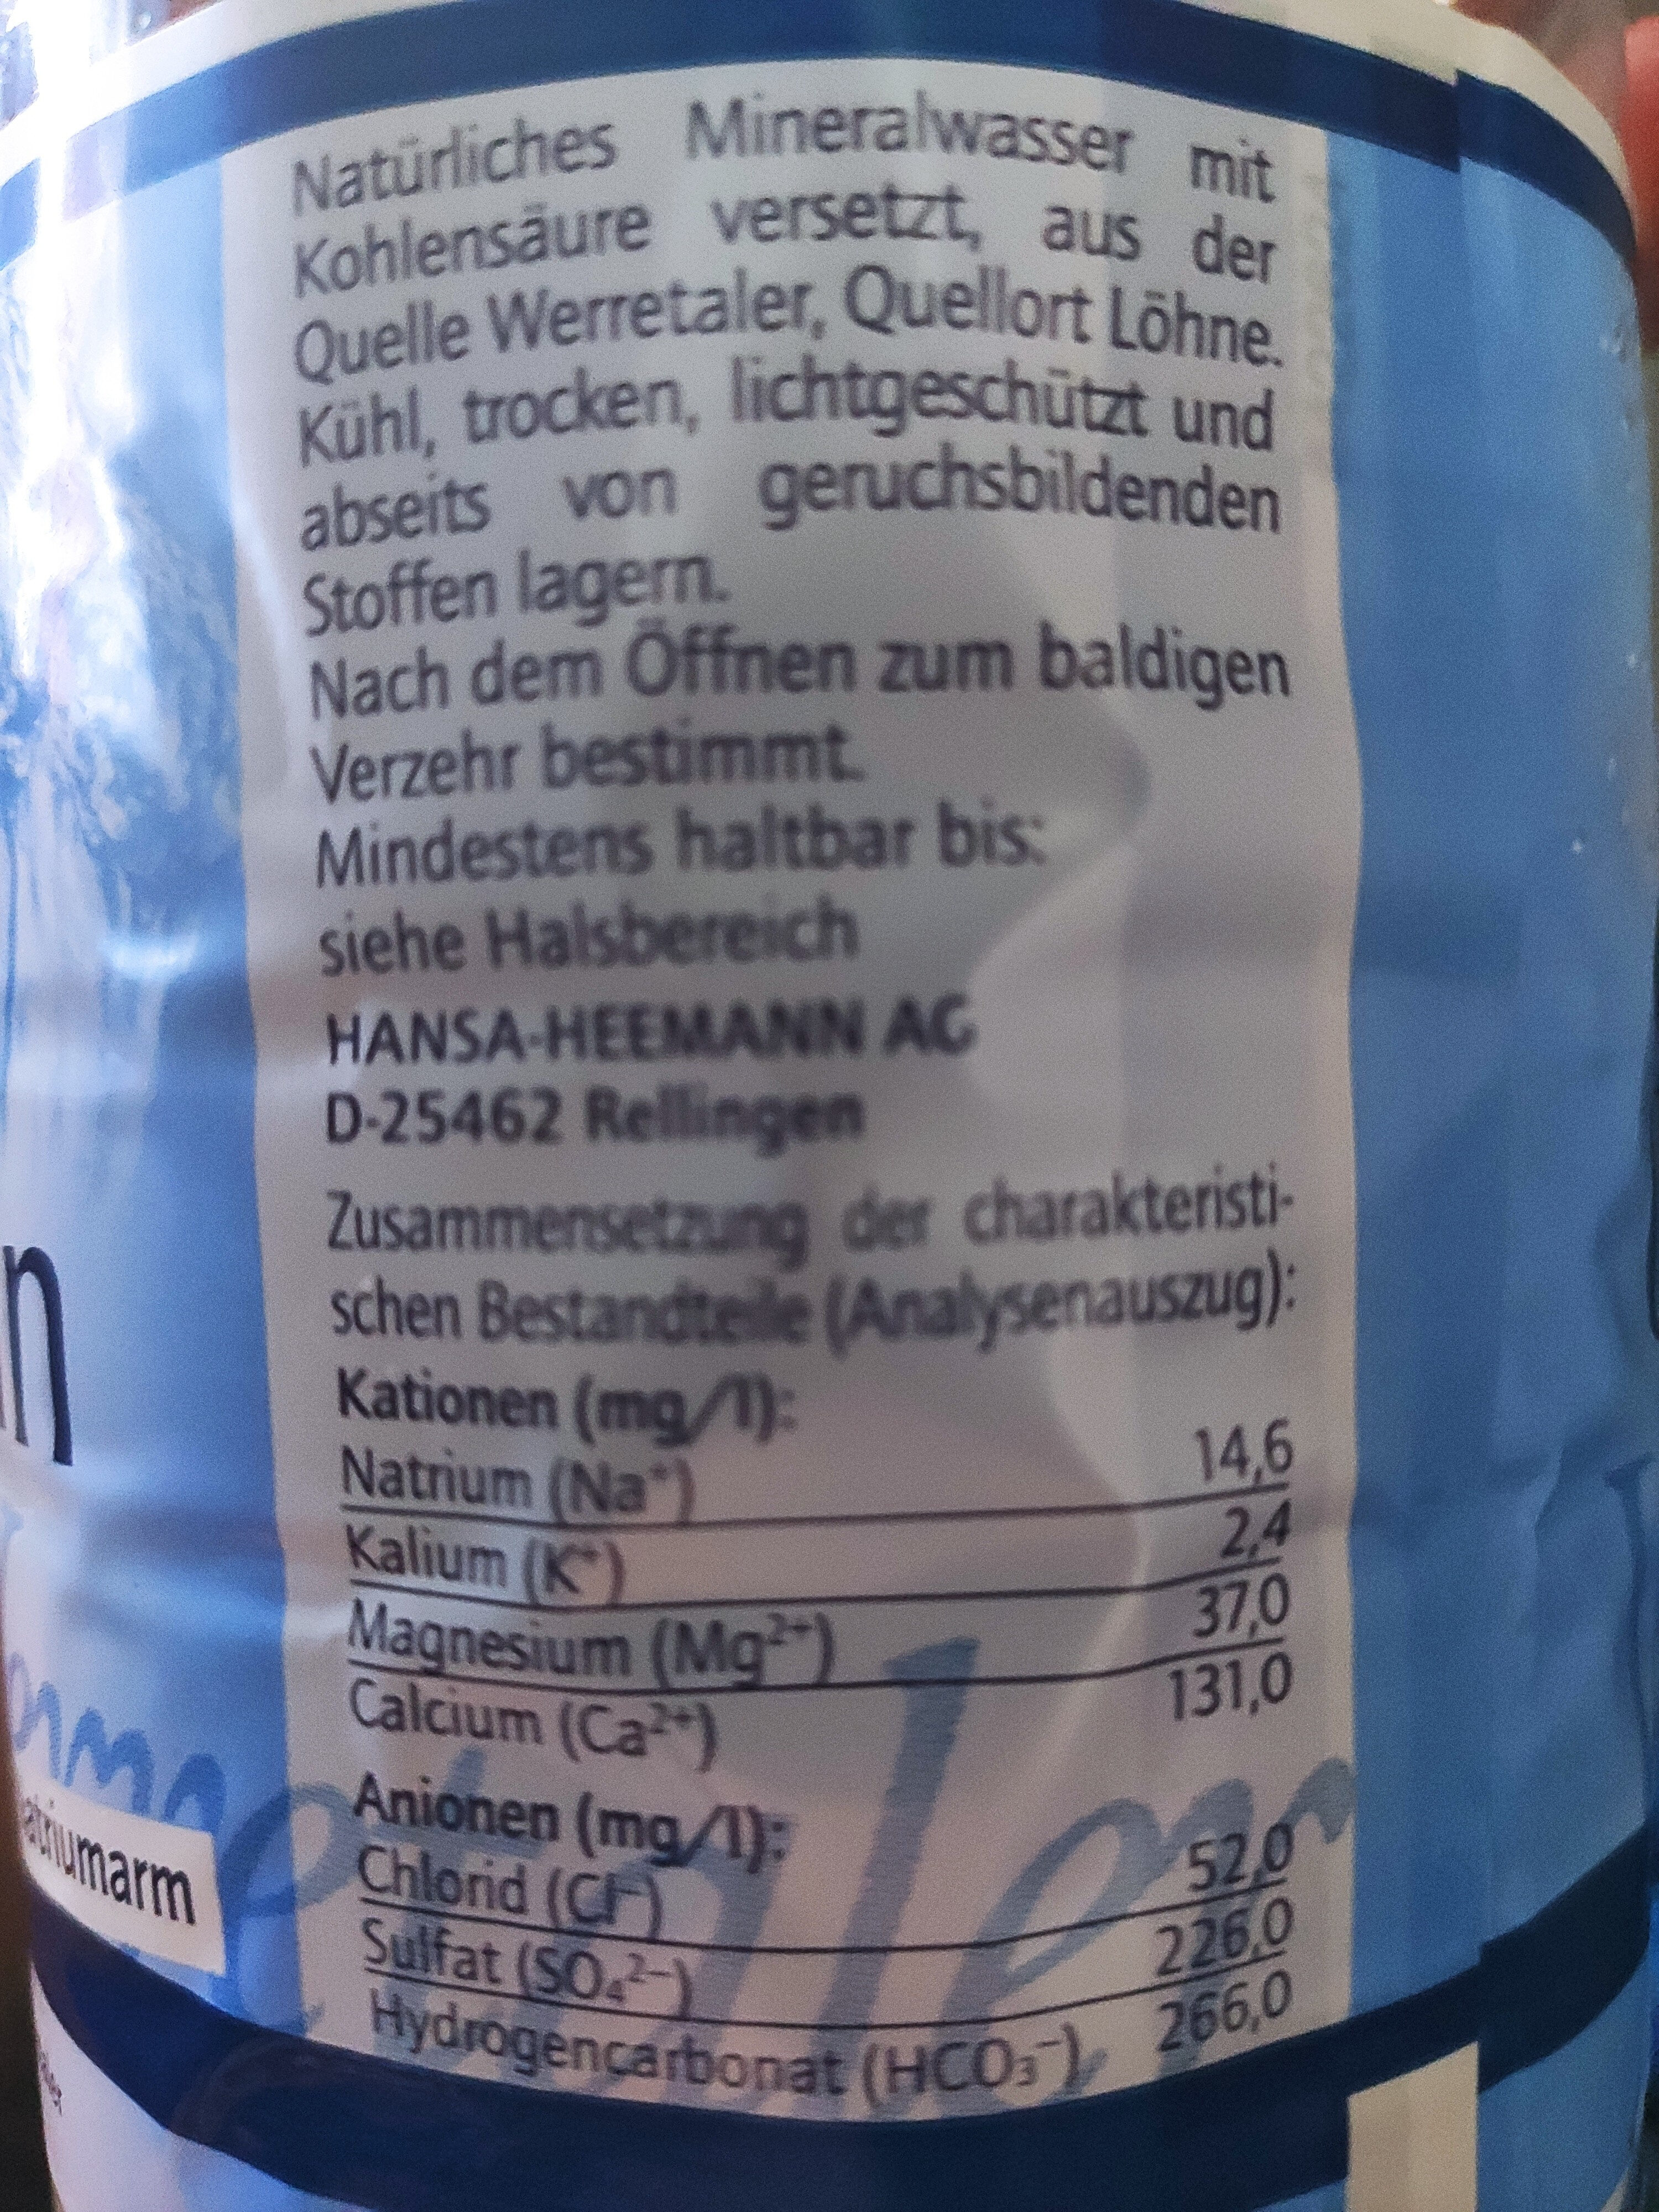 Natürliches Mineralwasser mit
Kohlensäure versetzt, aus der
Quelle Werretaler, Quellort Löhne.
Kühl, trocken, lichtgeschützt und
abseits von geruchsbildenden
Stoffen lagern.
Nach dem Öffnen zum baldigen
Verzehr bestimmt.
Mindestens haltbar bis:
siehe Halsbereich
HANSA-HEEMANN AG
D-25462 Rellingen
Zusammensetzung der charakteristi-
schen Bestandteile (Analysenauszug):
Kationen (mg/l):
Natrium (Na⁺) 14,6
Kalium (K⁺) 2,4
Magnesium (Mg²⁺) 37,0
Calcium (Ca²⁺) 131,0
Anionen (mg/l):
Chlorid (Cl⁻) 52,0
Sulfat (SO₄²⁻) 226,0
Hydrogencarbonat (HCO₃⁻) 266,0
atriumarm